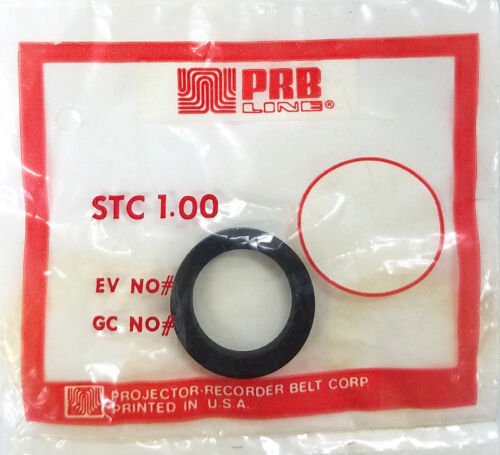 PRB
LINE®
STC 1.00
EV NO#
GC NO#
PROJECTOR-RECORDER BELT CORP.
PRINTED IN U.S.A.